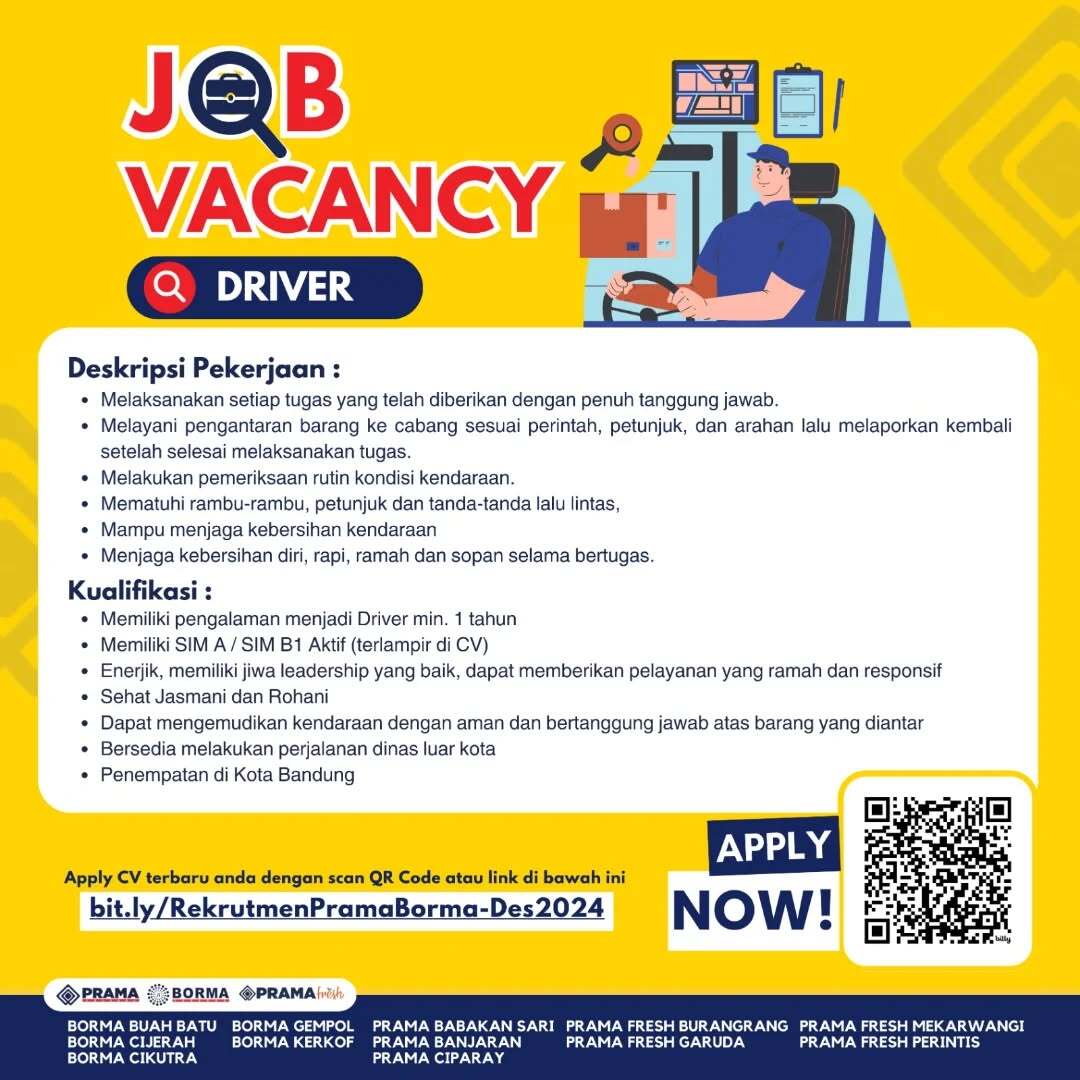 JOB
VACANCY
DRIVER
Deskripsi Pekerjaan :
• Melaksanakan setiap tugas yang telah diberikan dengan penuh tanggung jawab.
• Melayani pengantaran barang ke cabang sesuai perintah, petunjuk, dan arahan lalu melaporkan kembali
setelah selesai melaksanakan tugas.
• Melakukan pemeriksaan rutin kondisi kendaraan.
• Mematuhi rambu-rambu, petunjuk dan tanda-tanda lalu lintas,
• Mampu menjaga kebersihan kendaraan
• Menjaga kebersihan diri, rapi, ramah dan sopan selama bertugas.
Kualifikasi :
• Memiliki pengalaman menjadi Driver min. 1 tahun
• Memiliki SIM A / SIM B1 Aktif (terlampir di CV)
• Enerjik, memiliki jiwa leadership yang baik, dapat memberikan pelayanan yang ramah dan responsif
• Sehat Jasmani dan Rohani
• Dapat mengemudikan kendaraan dengan aman dan bertanggung jawab atas barang yang diantar
• Bersedia melakukan perjalanan dinas luar kota
• Penempatan di Kota Bandung
APPLY
NOW!
bitly
Apply CV terbaru anda dengan scan QR Code atau link di bawah ini
bit.ly/RekrutmenPramaBorma-Des2024
PRAMA BORMA PRAMA fresh
BORMA BUAH BATU BORMA GEMPOL PRAMA BABAKAN SARI PRAMA FRESH BURANGRANG PRAMA FRESH MEKARWANGI
BORMA CIJERAH BORMA KERKOF PRAMA BANJARAN PRAMA FRESH GARUDA PRAMA FRESH PERINTIS
BORMA CIKUTRA PRAMA CIPARAY